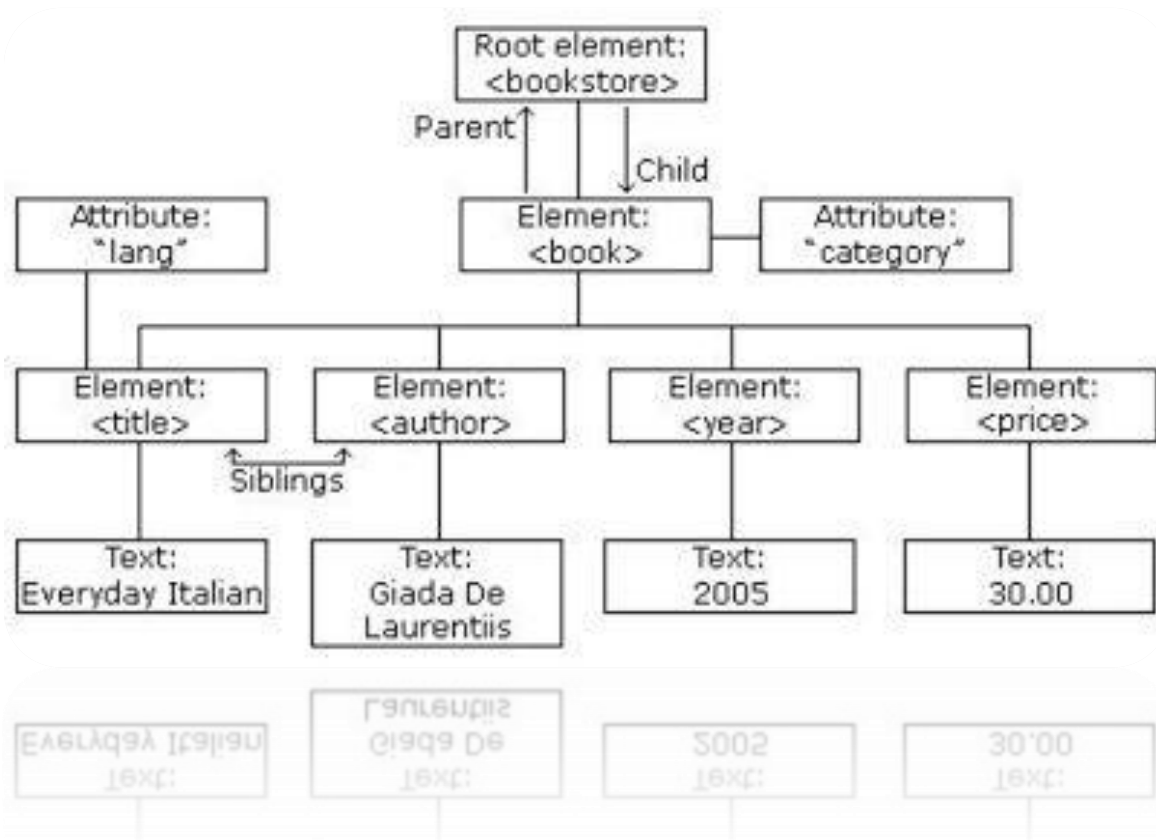 Root element:
<bookstore>
Parent
Child
Attribute:
“lang”
Element:
<book>
Attribute:
“category”
Element:
<title>
Element:
<author>
Element:
<year>
Element:
<price>
Siblings
Text:
Everyday Italian
Text:
Giada De
Laurentiis
Text:
2005
Text:
30.00